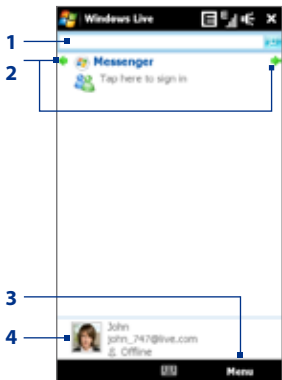 Windows Live
1
2
Messenger
Tap here to sign in
3
4
John
john_747@live.com
Offline
Menu